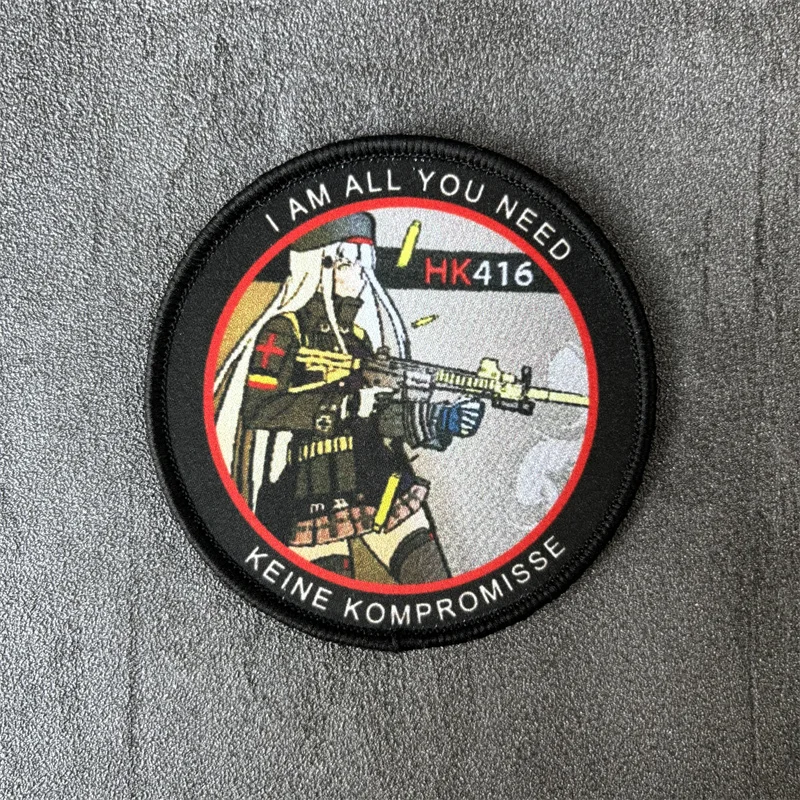 I AM ALL YOU NEED
HK416
KEINE KOMPROMISSE